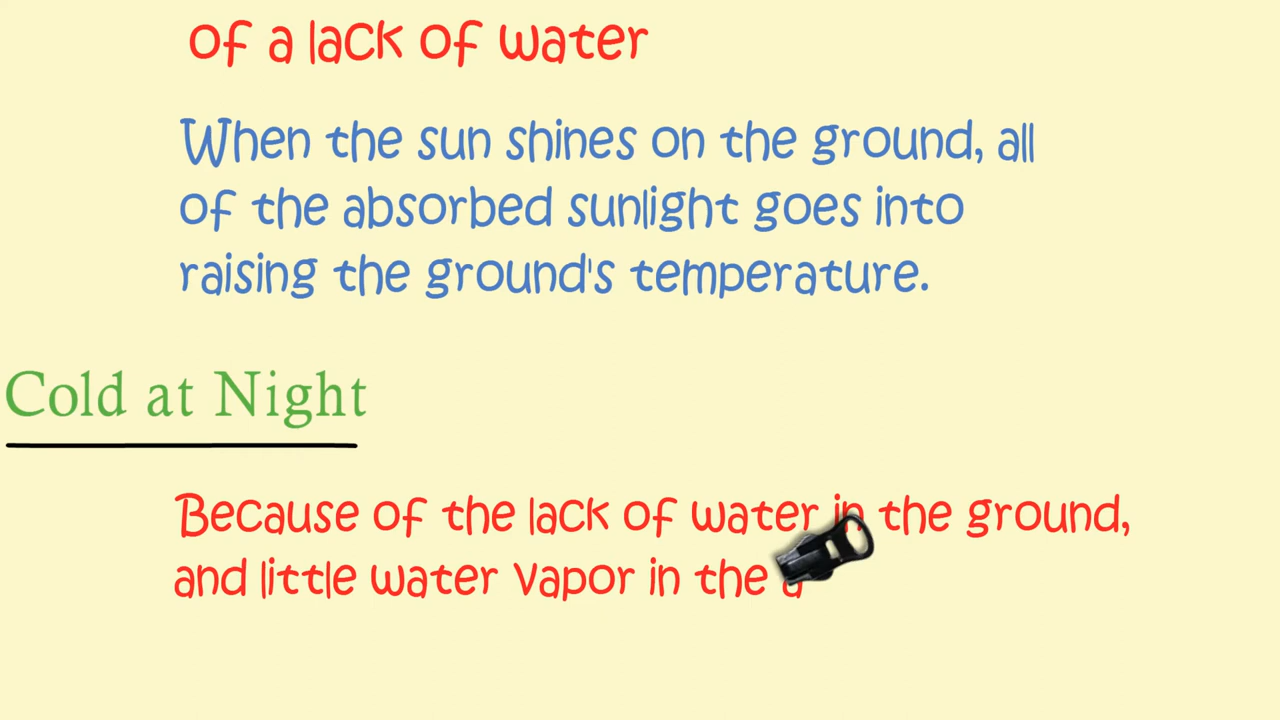 of a lack of water
When the sun shines on the ground, all
of the absorbed sunlight goes into
raising the ground's temperature.
Cold at Night
Because of the lack of water in the ground,
and little water vapor in the